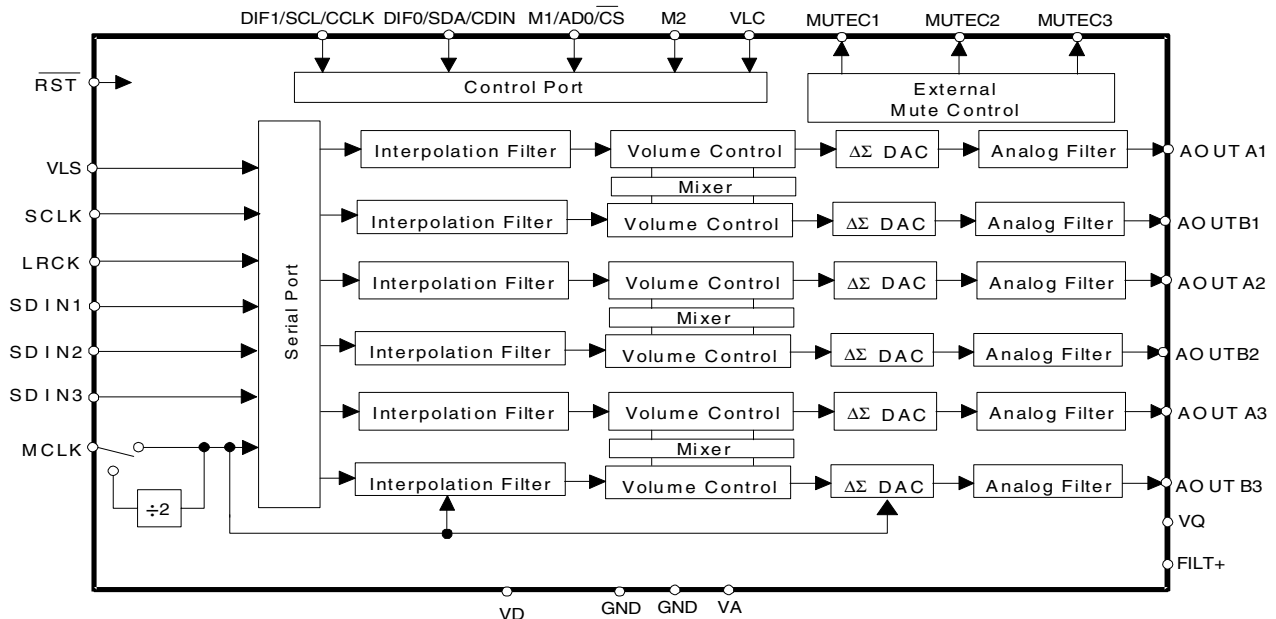 DIF1/SCL/CCLK DIF0/SDA/CDIN M1/AD0/CS M2 VLC MUTEC1 MUTEC2 MUTEC3
RST
Control Port
External
Mute Control
VLS
SCLK
LRCK
SDIN1
SDIN2
SDIN3
MCLK
÷2
Serial Port
Interpolation Filter Volume Control ΔΣ DAC Analog Filter AOUTA1
Mixer
Interpolation Filter Volume Control ΔΣ DAC Analog Filter AOUTB1
Interpolation Filter Volume Control ΔΣ DAC Analog Filter AOUTA2
Mixer
Interpolation Filter Volume Control ΔΣ DAC Analog Filter AOUTB2
Interpolation Filter Volume Control ΔΣ DAC Analog Filter AOUTA3
Mixer
Interpolation Filter Volume Control ΔΣ DAC Analog Filter AOUTB3
VQ
FILT+
VD GND GND VA